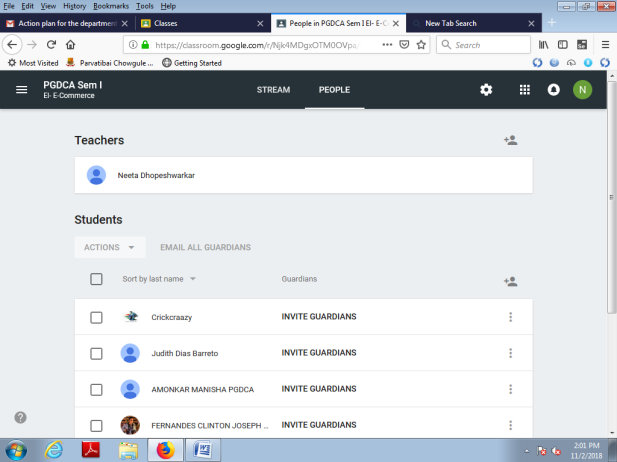 File Edit View History Bookmarks Tools Help
Action plan for the department
Classes
People in PGDCA Sem I EI- E-C
New Tab Search
https://classroom.google.com/r/Njk4MDgxOTM0OVpa/
Search
Most Visited Parvatibai Chowgule ... Getting Started
PGDCA Sem I
EI- E-Commerce
STREAM PEOPLE
N
Teachers
Neeta Dhopeshwarkar
Students
ACTIONS EMAIL ALL GUARDIANS
Sort by last name Guardians
Crickcraazy INVITE GUARDIANS
Judith Dias Barreto INVITE GUARDIANS
AMONKAR MANISHA PGDCA INVITE GUARDIANS
FERNANDES CLINTON JOSEPH ... INVITE GUARDIANS
2:01 PM
11/2/2018